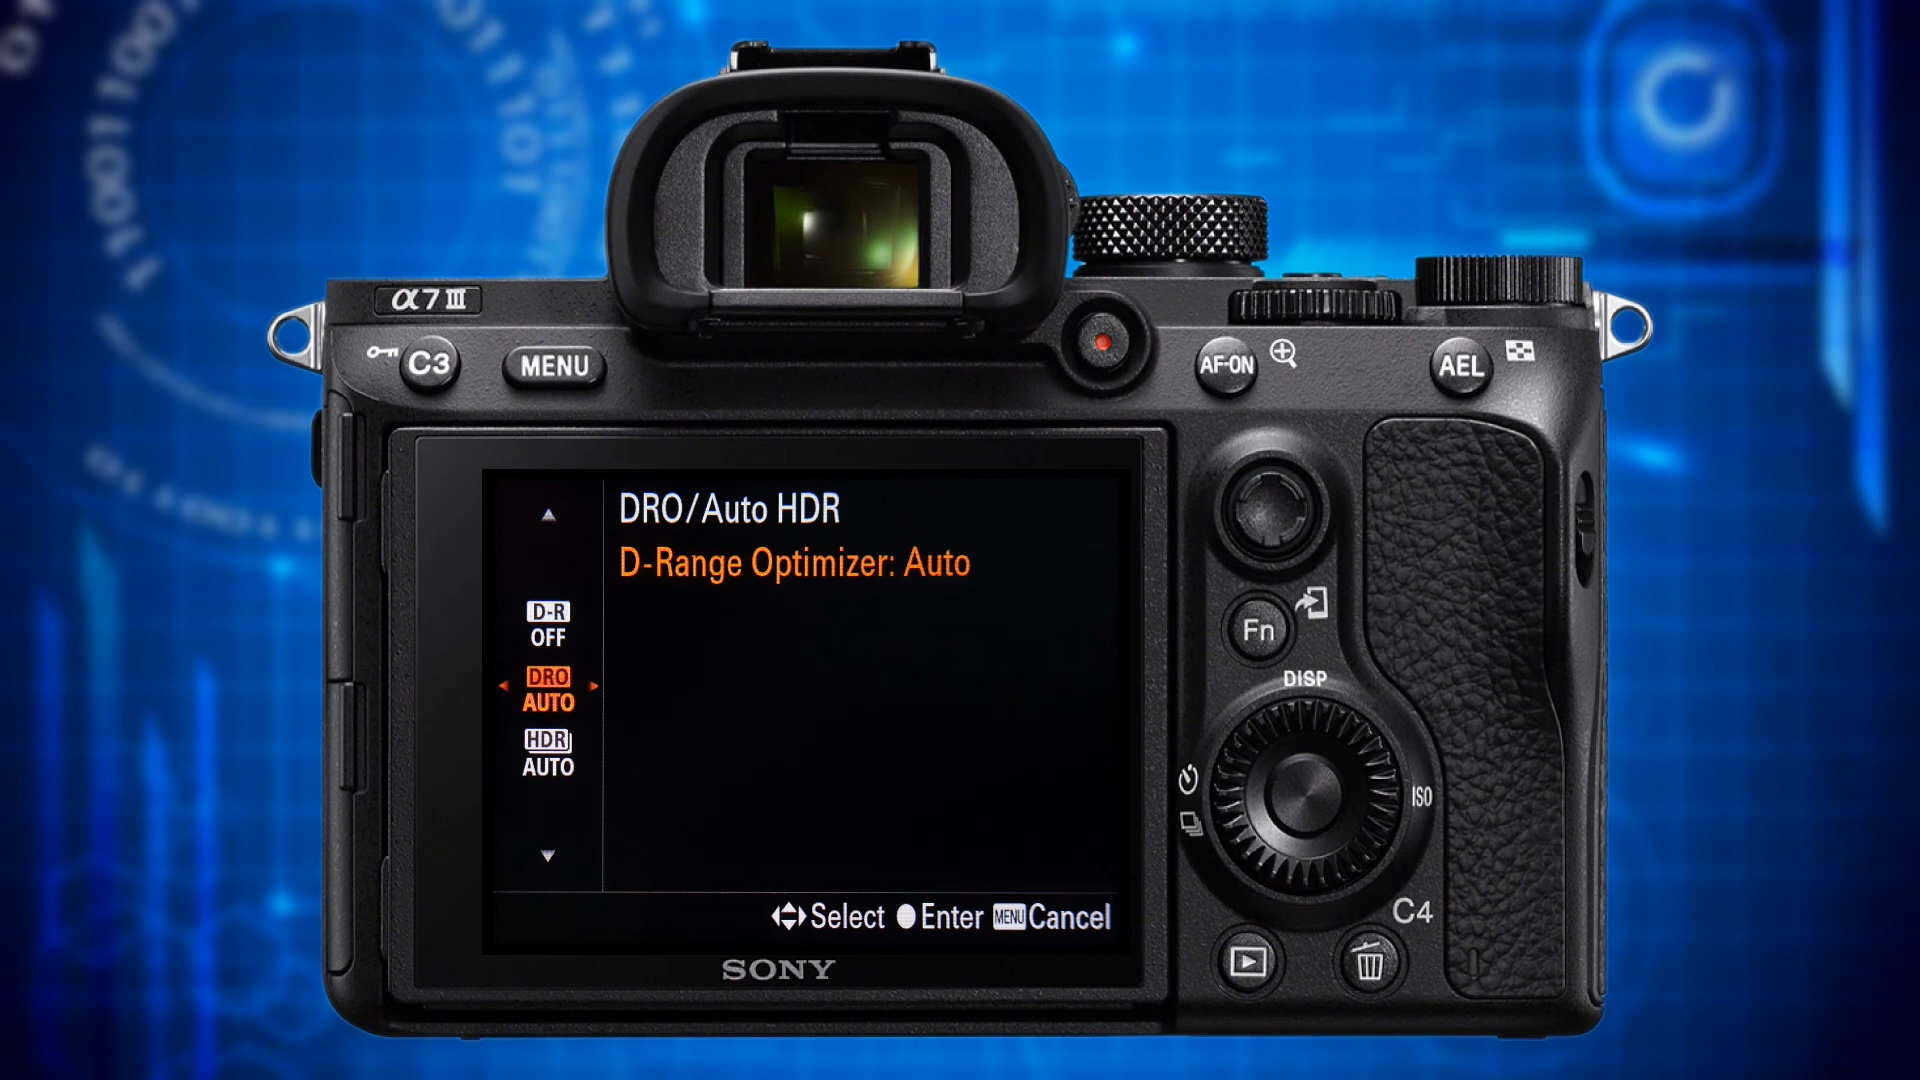 α7III
C3
MENU
AF-ON
AEL
DRO/Auto HDR
D-Range Optimizer: Auto
D-R
OFF
DRO
AUTO
HDR
AUTO
Select Enter MENU Cancel
SONY
Fn
DISP
ISO
C4